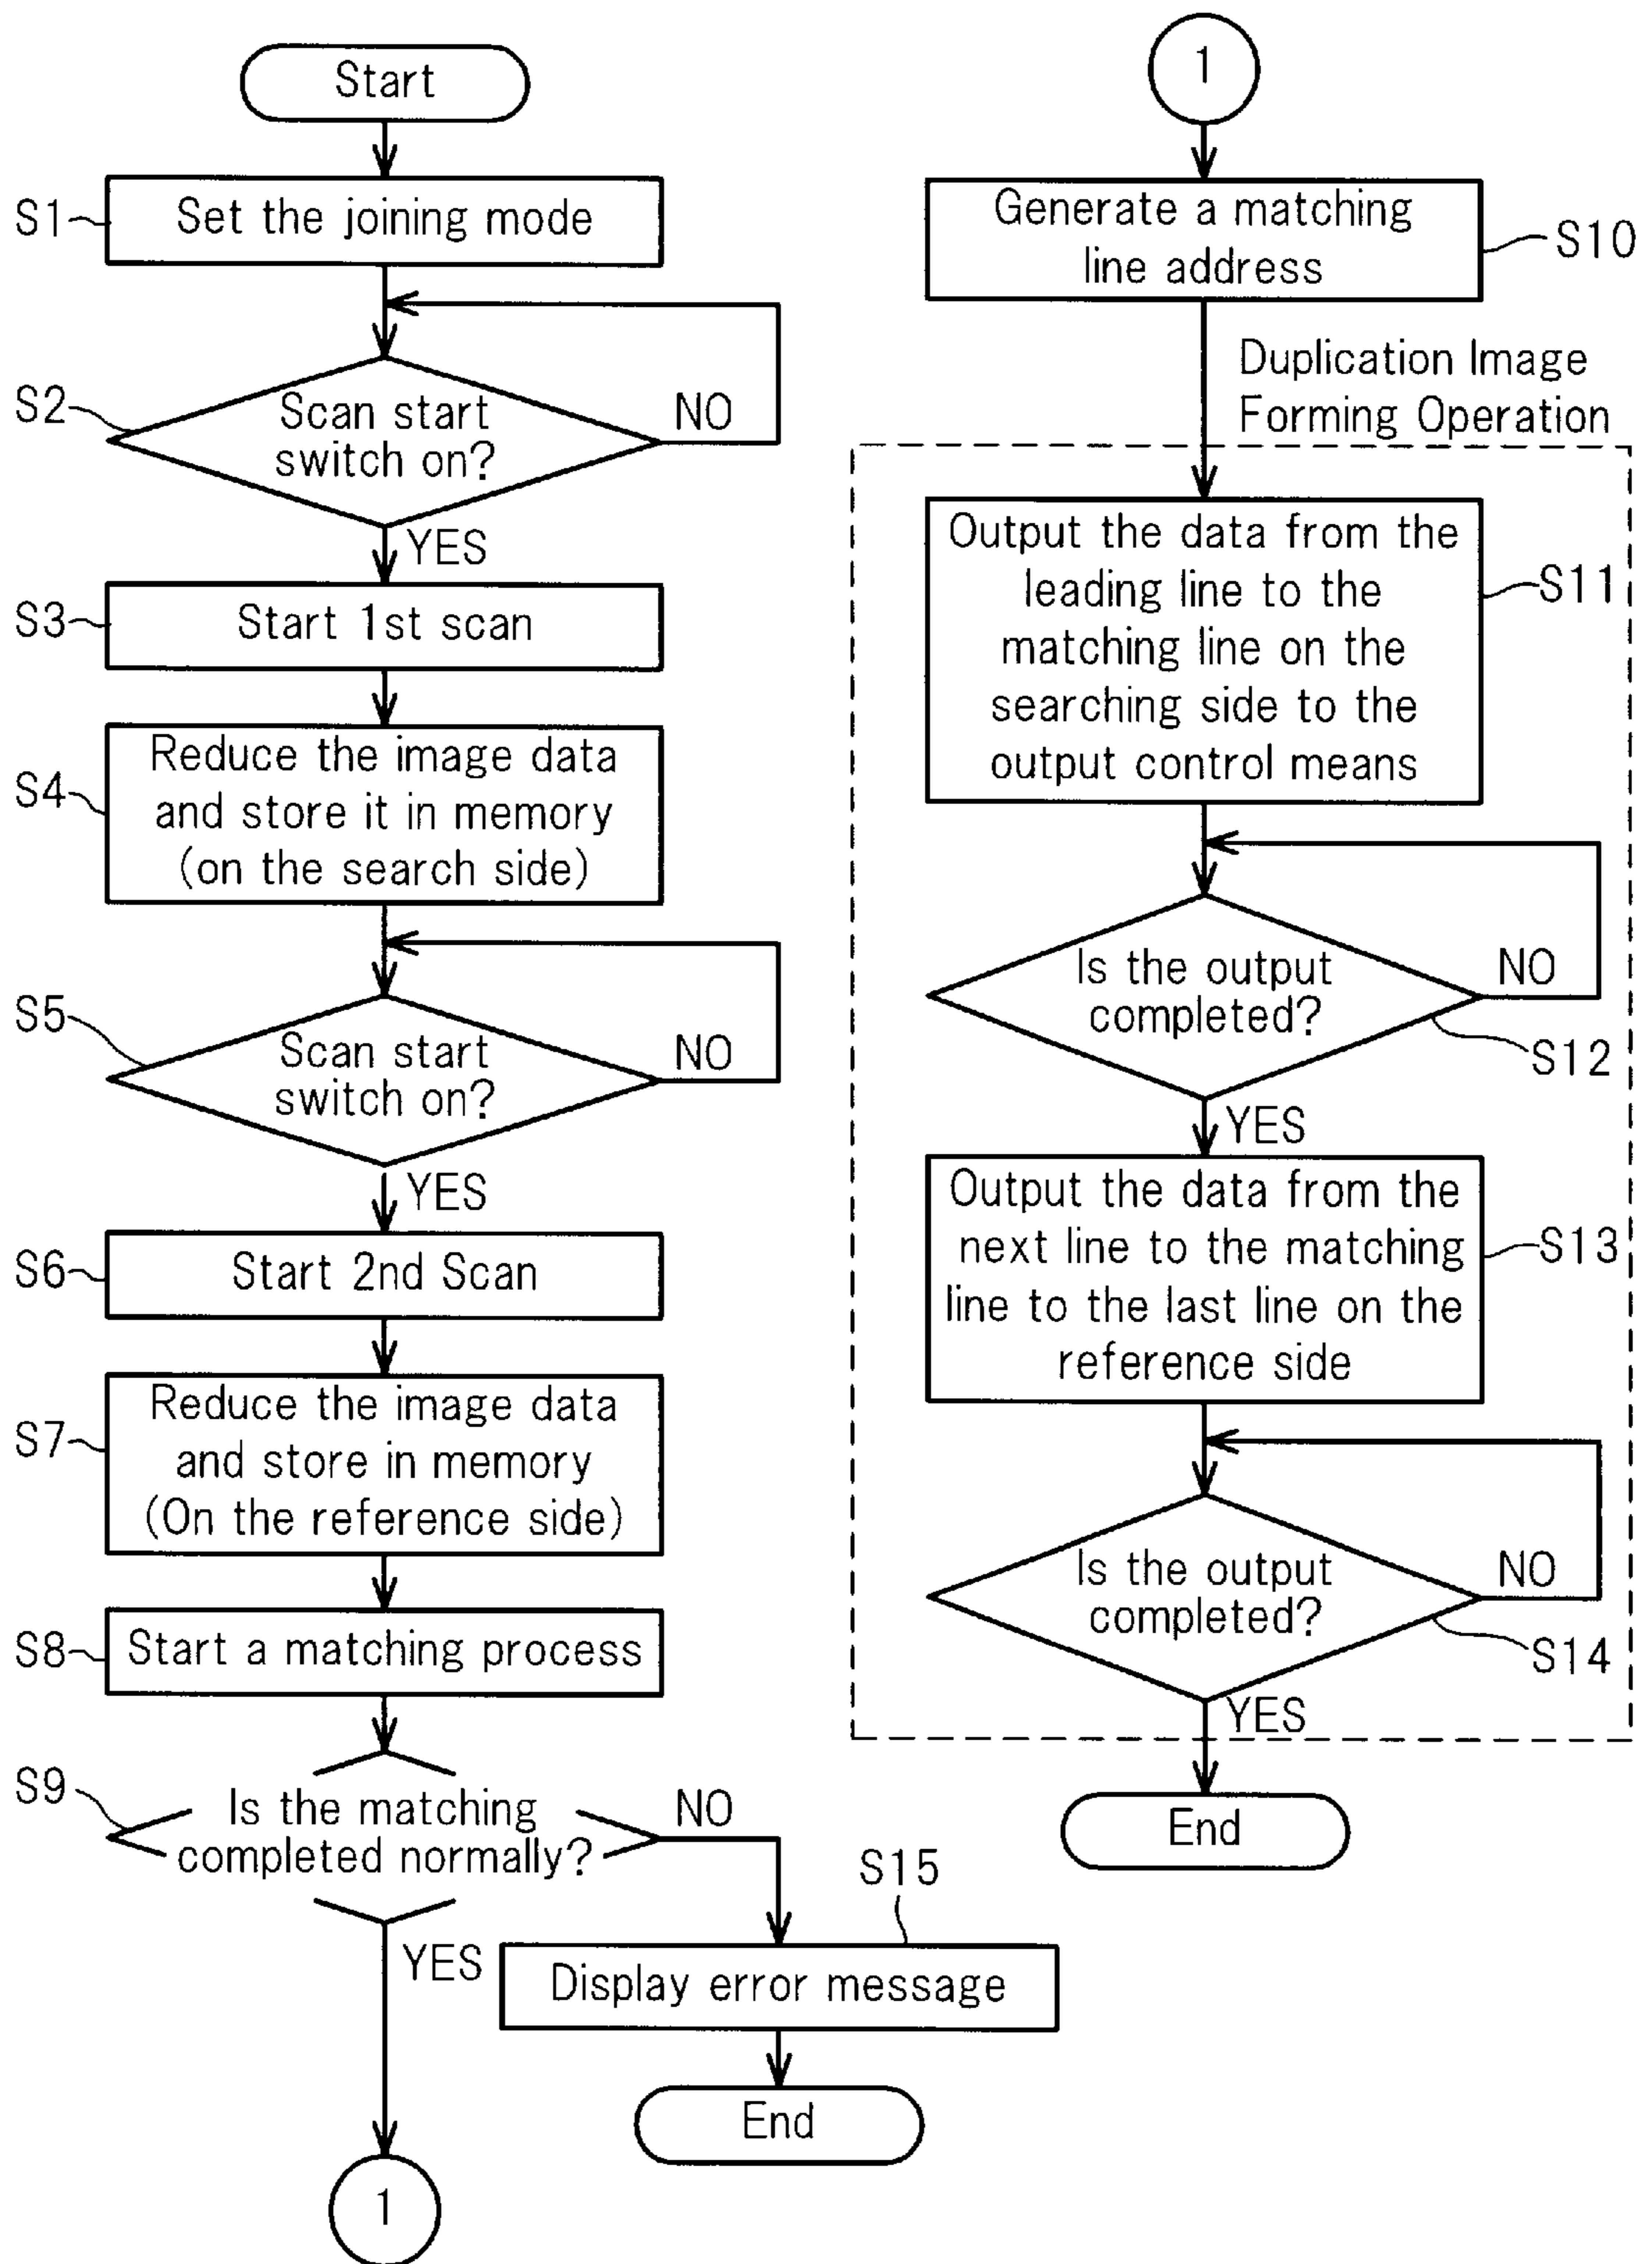 Start
S1
Set the joining mode
S2
Scan start
switch on?
NO
YES
S3
Start 1st scan
S4
Reduce the image data
and store it in memory
(on the search side)
S5
Scan start
switch on?
NO
YES
S6
Start 2nd Scan
S7
Reduce the image data
and store in memory
(On the reference side)
S8
Start a matching process
S9
Is the matching
completed normally?
NO
YES
S15
Display error message
End
1
1
Generate a matching
line address
S10
Duplication Image
Forming Operation
Output the data from the
leading line to the
matching line on the
searching side to the
output control means
S11
Is the output
completed?
NO
S12
YES
Output the data from the
next line to the matching
line to the last line on the
reference side
S13
Is the output
completed?
NO
S14
YES
End